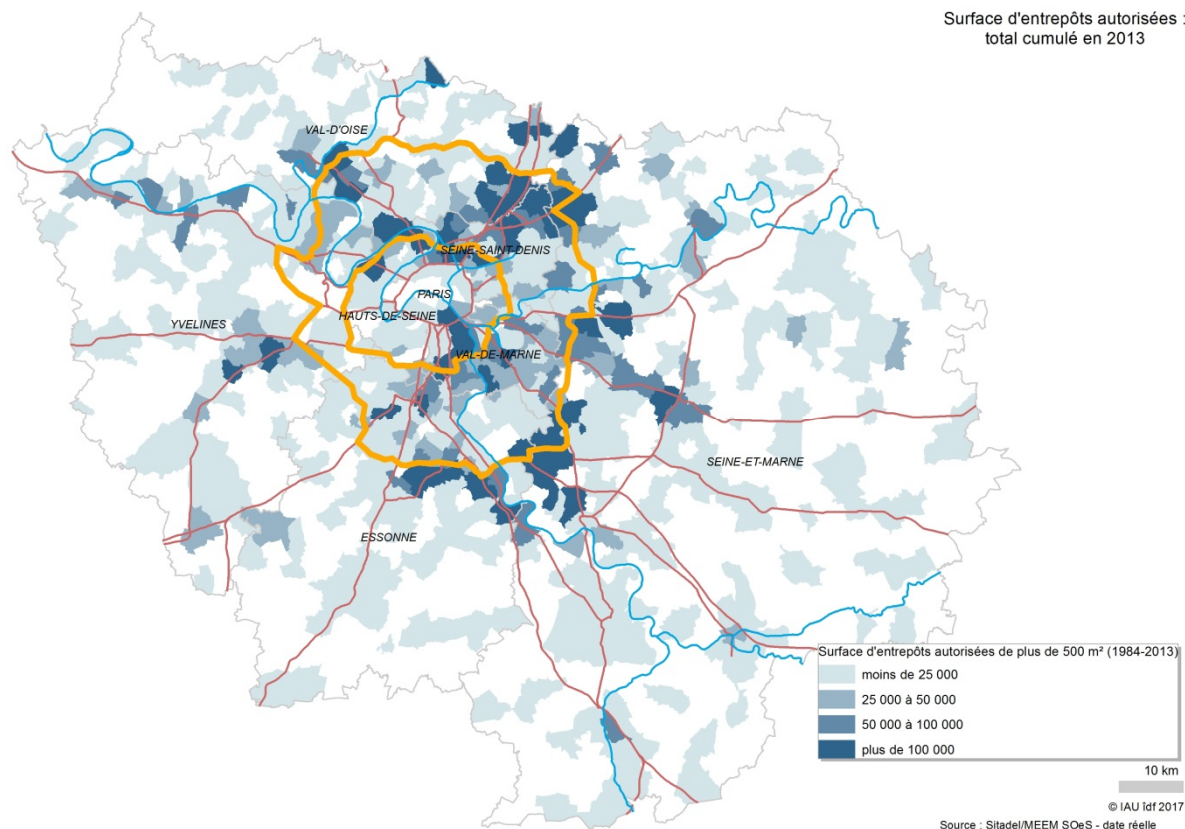 Surface d'entrepôts autorisées :
total cumulé en 2013
VAL-D'OISE
SEINE-SAINT-DENIS
PARIS
HAUTS-DE-SEINE
YVELINES
VAL-DE-MARNE
SEINE-ET-MARNE
ESSONNE
Surface d'entrepôts autorisées de plus de 500 m² (1984-2013)
moins de 25 000
25 000 à 50 000
50 000 à 100 000
plus de 100 000
10 km
© IAU îdf 2017
Source : Sitadel/MEEM SOeS - date réelle